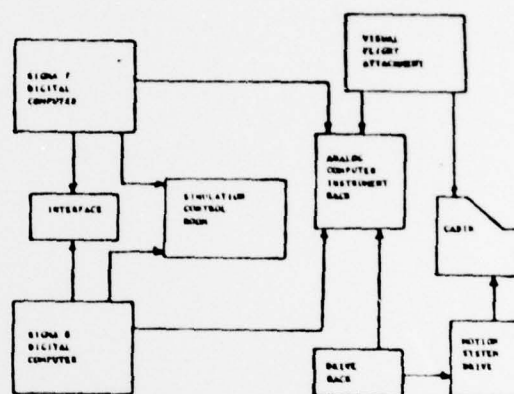 VISUAL
FLIGHT
ATTACHMENT
SIGMA 7
DIGITAL
COMPUTER
ANALOG
COMPUTER
INSTRUMENT
RACK
INTERFACE
SIMULATION
CONTROL
ROOM
CABIN
SIGMA
DIGITAL
COMPUTER
DRIVE
RACK
MOTION
SYSTEM
DRIVE